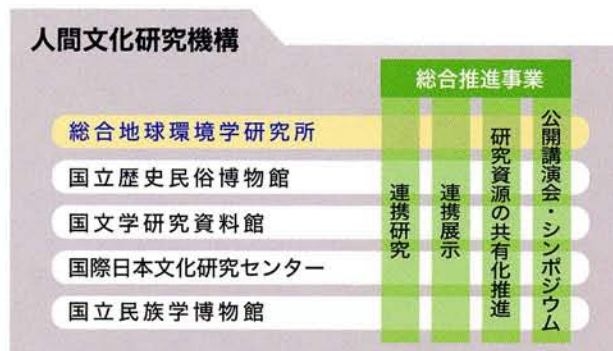 人間文化研究機構
総合推進事業
総合地球環境学研究所
国立歴史民俗博物館
国文学研究資料館
国際日本文化研究センター
国立民族学博物館
連携研究
連携展示
研究資源の共有化推進
公開講演会・シンポジウム